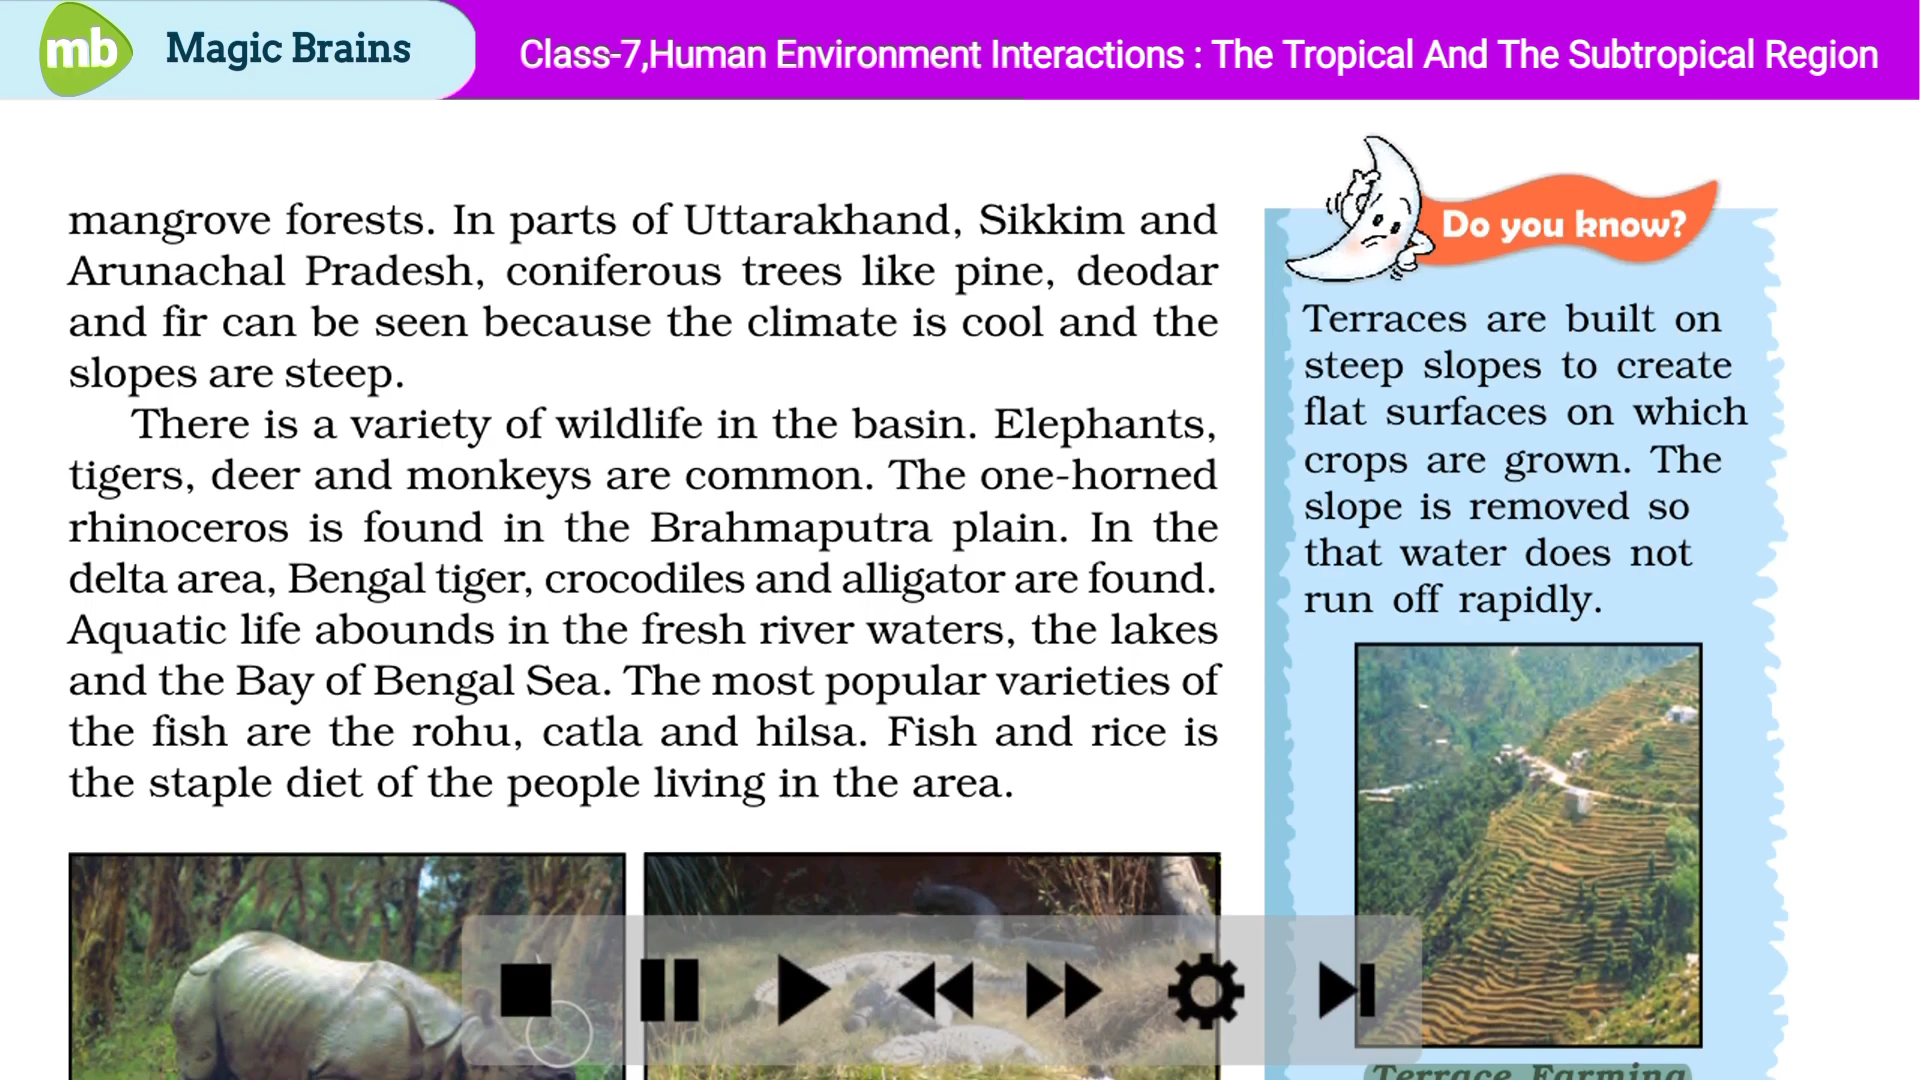 mb Magic Brains
Class-7,Human Environment Interactions : The Tropical And The Subtropical Region
mangrove forests. In parts of Uttarakhand, Sikkim and
Arunachal Pradesh, coniferous trees like pine, deodar
and fir can be seen because the climate is cool and the
slopes are steep.
There is a variety of wildlife in the basin. Elephants,
tigers, deer and monkeys are common. The one-horned
rhinoceros is found in the Brahmaputra plain. In the
delta area, Bengal tiger, crocodiles and alligator are found.
Aquatic life abounds in the fresh river waters, the lakes
and the Bay of Bengal Sea. The most popular varieties of
the fish are the rohu, catla and hilsa. Fish and rice is
the staple diet of the people living in the area.
Do you know?
Terraces are built on
steep slopes to create
flat surfaces on which
crops are grown. The
slope is removed so
that water does not
run off rapidly.
Terrace Farming